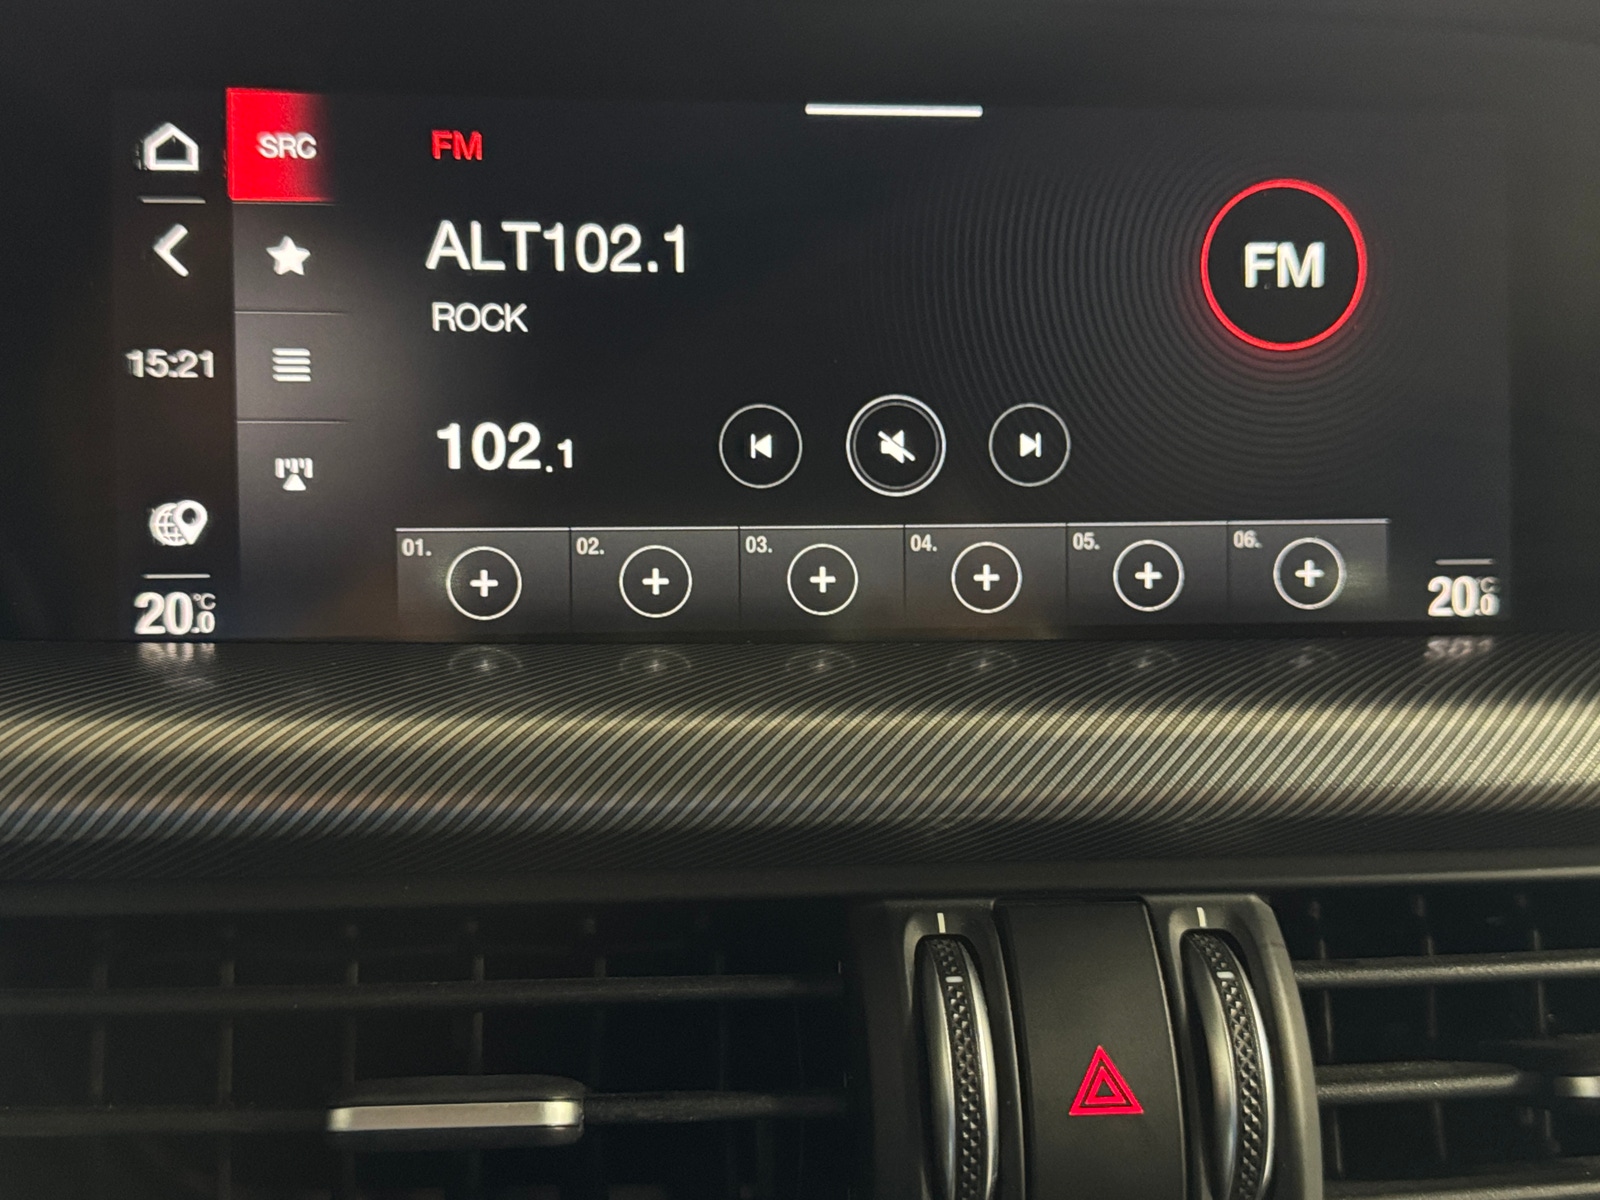 SRC
FM
ALT102.1
ROCK
FM
15:21
102.1
01. 02. 03. 04. 05. 06.
20.0°C
20.0°C